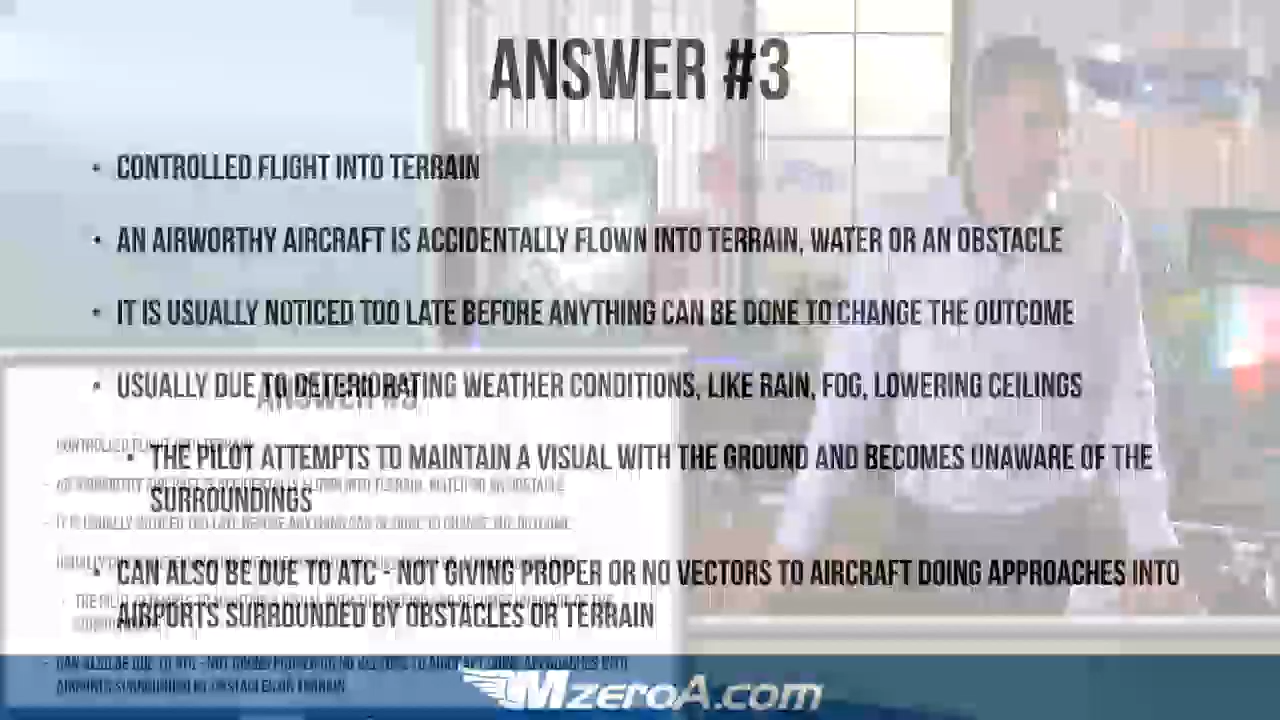 ANSWER #3
• CONTROLLED FLIGHT INTO TERRAIN
• AN AIRWORTHY AIRCRAFT IS ACCIDENTALLY FLOWN INTO TERRAIN, WATER OR AN OBSTACLE
• IT IS USUALLY NOTICED TOO LATE BEFORE ANYTHING CAN BE DONE TO CHANGE THE OUTCOME
• USUALLY DUE TO DETERIORATING WEATHER CONDITIONS, LIKE RAIN, FOG, LOWERING CEILINGS
• THE PILOT ATTEMPTS TO MAINTAIN A VISUAL WITH THE GROUND AND BECOMES UNAWARE OF THE
SURROUNDINGS
• CAN ALSO BE DUE TO ATC - NOT GIVING PROPER OR NO VECTORS TO AIRCRAFT DOING APPROACHES INTO
AIRPORTS SURROUNDED BY OBSTACLES OR TERRAIN
MzeroA.com